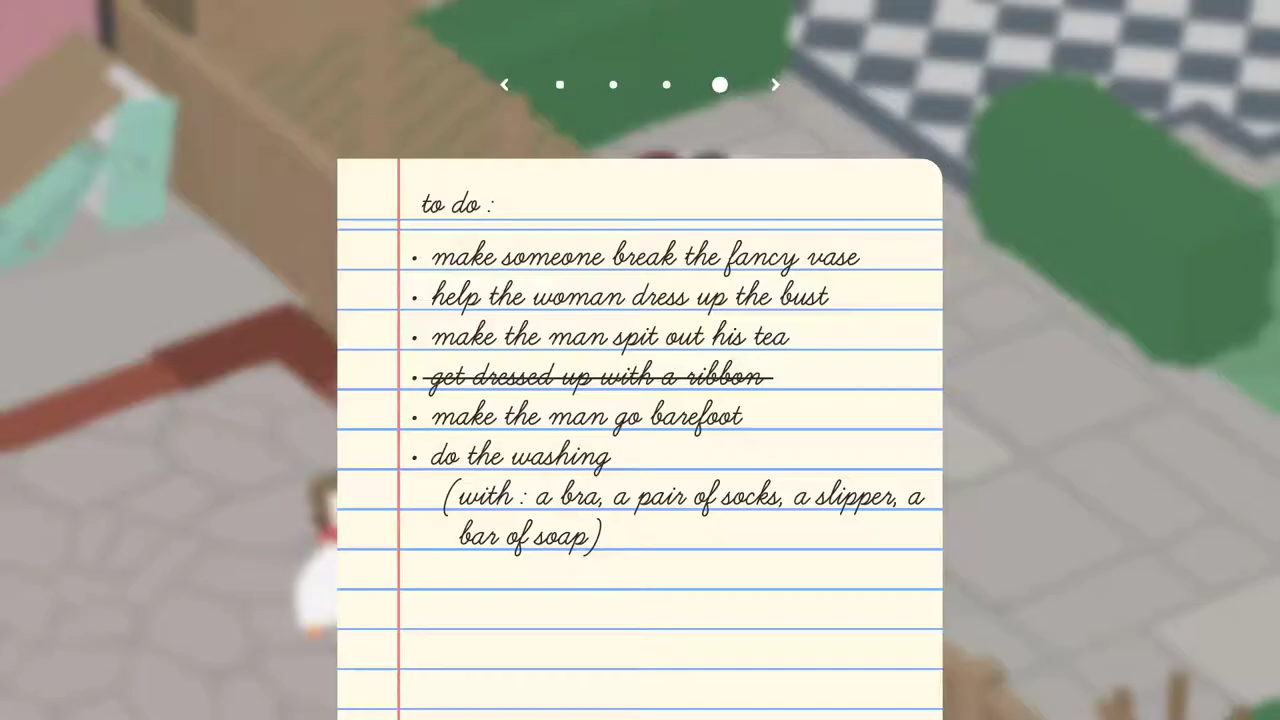 to do :
• make someone break the fancy vase
• help the woman dress up the bust
• make the man spit out his tea
• get dressed up with a ribbon
• make the man go barefoot
• do the washing
(with : a bra, a pair of socks, a slipper, a
bar of soap)